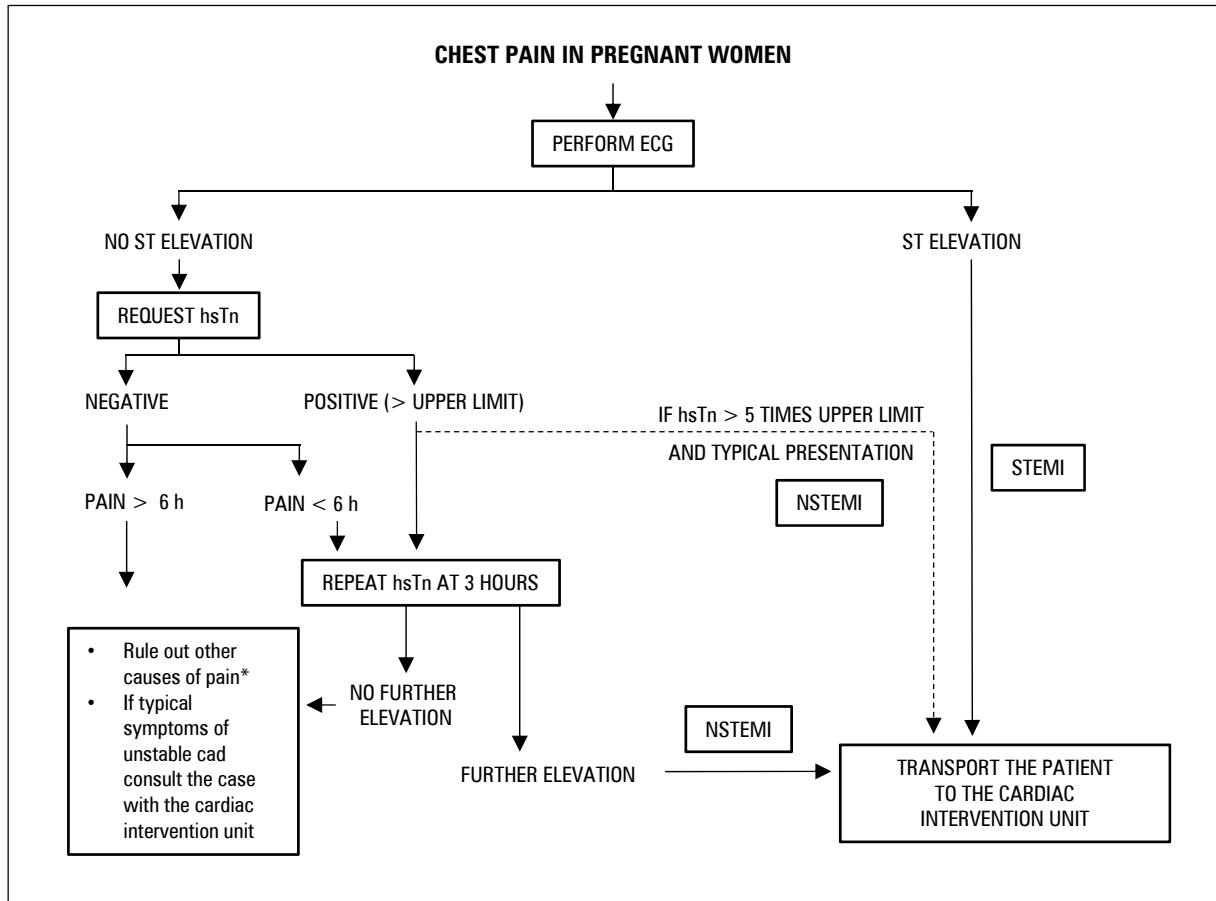 CHEST PAIN IN PREGNANT WOMEN
PERFORM ECG
NO ST ELEVATION
ST ELEVATION
REQUEST hsTn
NEGATIVE
POSITIVE (> UPPER LIMIT)
IF hsTn > 5 TIMES UPPER LIMIT
AND TYPICAL PRESENTATION
NSTEMI
STEMI
PAIN > 6 h
PAIN < 6 h
REPEAT hsTn AT 3 HOURS
• Rule out other
causes of pain*
• If typical
symptoms of
unstable cad
consult the case
with the cardiac
intervention unit
NO FURTHER
ELEVATION
FURTHER ELEVATION
NSTEMI
TRANSPORT THE PATIENT
TO THE CARDIAC
INTERVENTION UNIT